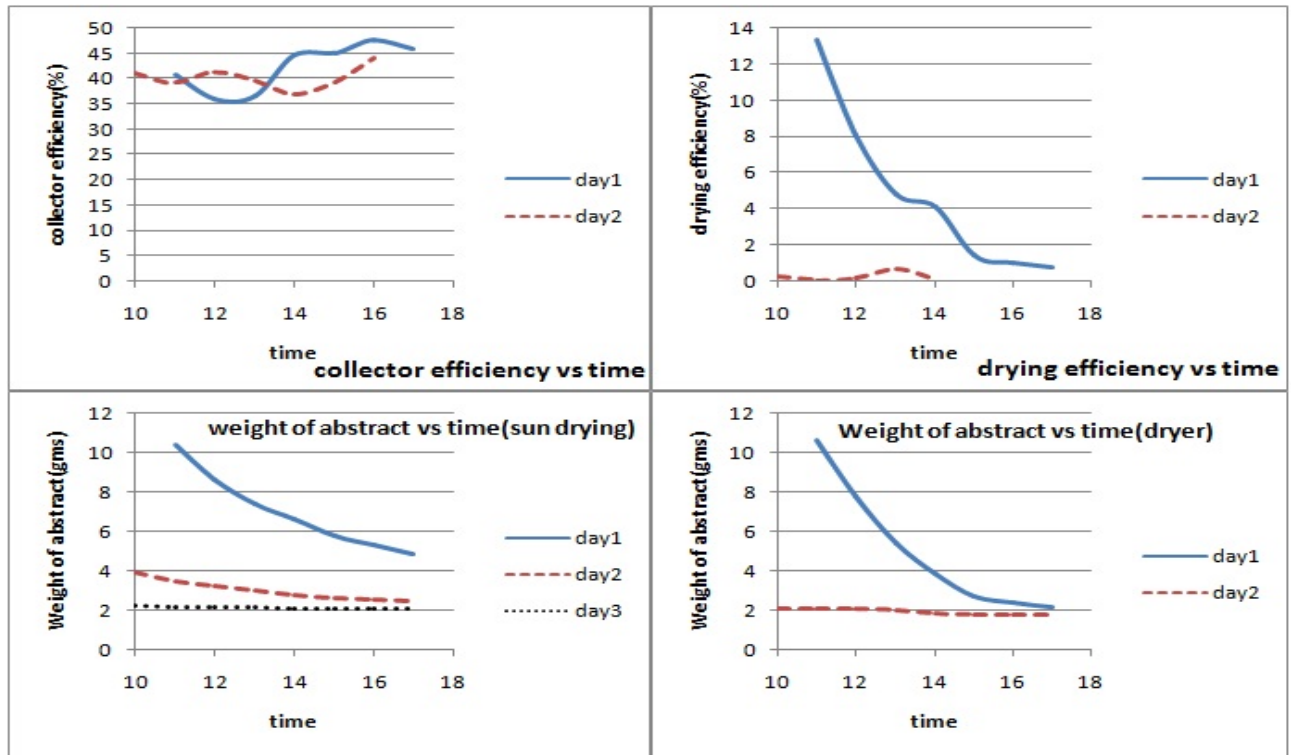 collector efficiency(%)
50
45
40
35
30
25
20
15
10
5
0
10 12 14 16 18
time
day1
day2
collector efficiency vs time
drying efficiency(%)
14
12
10
8
6
4
2
0
10 12 14 16 18
time
day1
day2
drying efficiency vs time
weight of abstract vs time(sun drying)
Weight of abstract(gms)
12
10
8
6
4
2
0
10 12 14 16 18
time
day1
day2
day3
Weight of abstract vs time(dryer)
Weight of abstract(gms)
12
10
8
6
4
2
0
10 12 14 16 18
time
day1
day2